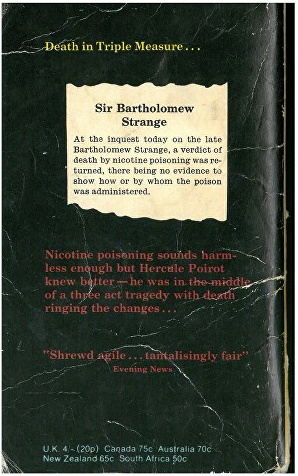 Death in Triple Measure...
Sir Bartholomew
Strange
At the inquest today on the late
Bartholomew Strange, a verdict of
death by nicotine poisoning was re-
turned, there being no evidence to
show how or by whom the poison
was administered.
Nicotine poisoning sounds harm-
less enough but Hercule Poirot
knew better—he was in the middle
of a three act tragedy with death
ringing the changes...
"Shrewd agile...tantalisingly fair"
Evening News
U.K. 4/- (20p) Canada 75c Australia 70c
New Zealand 65c South Africa 50c